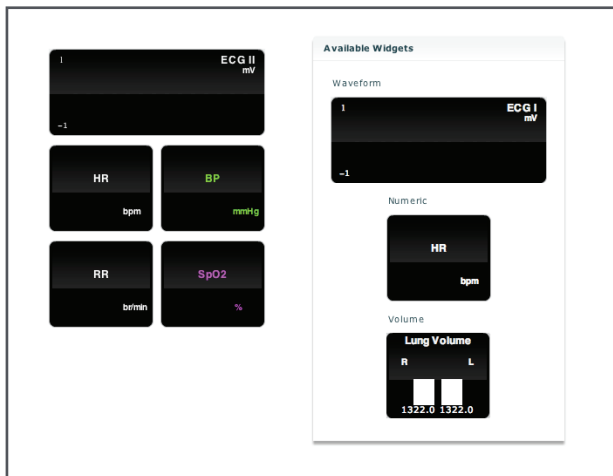 1
ECG II
mV
−1
HR
bpm
BP
mmHg
RR
br/min
SpO2
%
Available Widgets
Waveform
1
ECG I
mV
−1
Numeric
HR
bpm
Volume
Lung Volume
R L
1322.0 1322.0